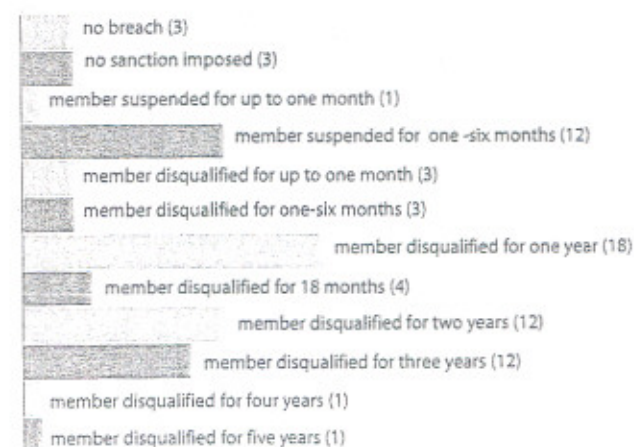 no breach (3)
no sanction imposed (3)
member suspended for up to one month (1)
member suspended for one -six months (12)
member disqualified for up to one month (3)
member disqualified for one-six months (3)
member disqualified for one year (18)
member disqualified for 18 months (4)
member disqualified for two years (12)
member disqualified for three years (12)
member disqualified for four years (1)
member disqualified for five years (1)